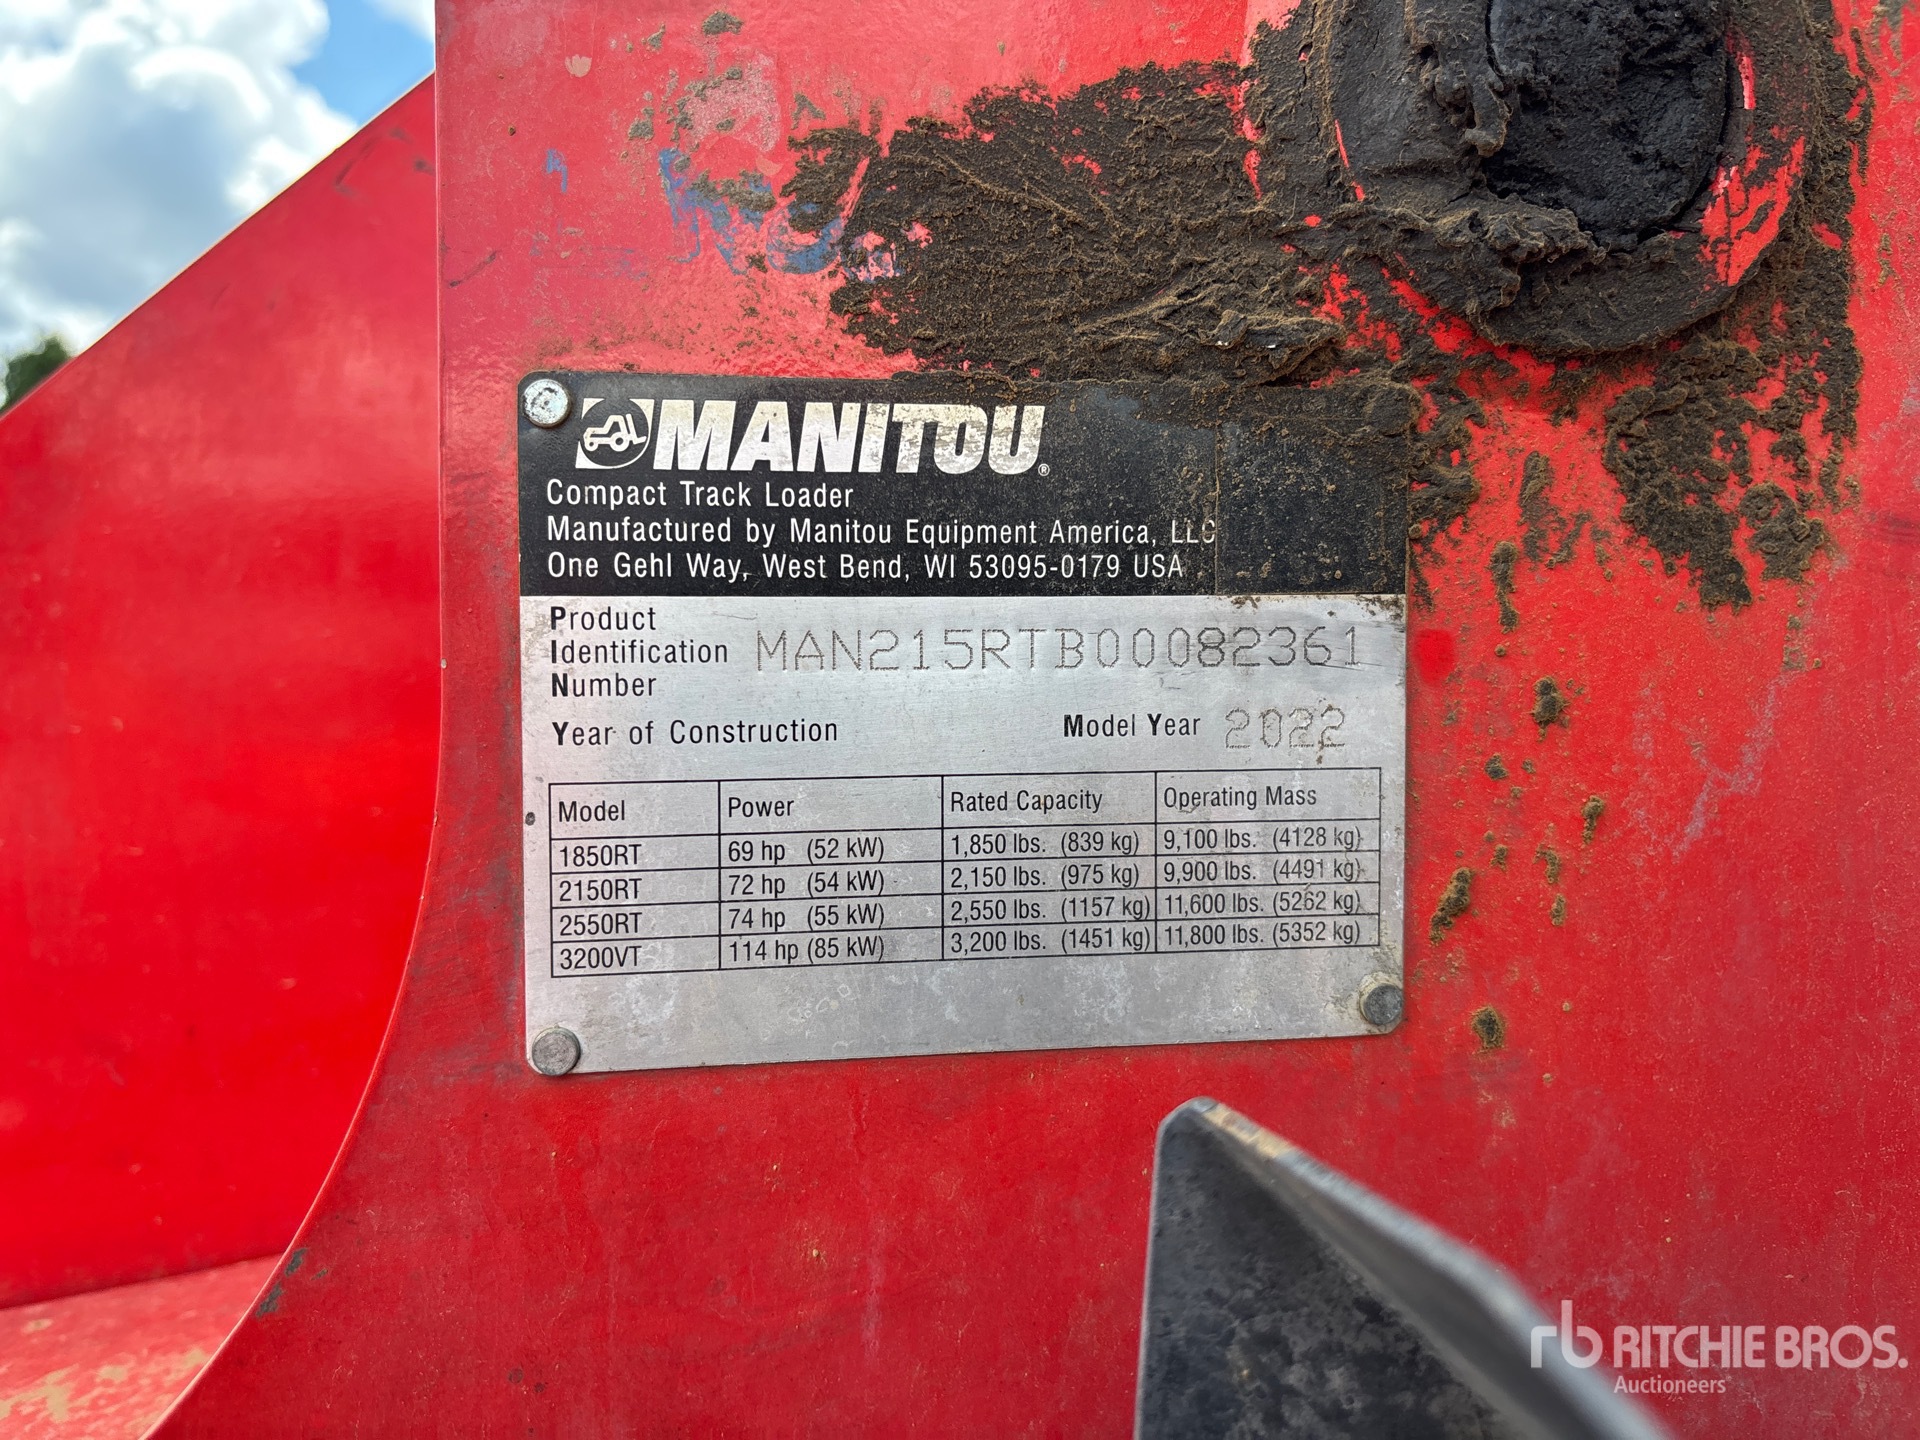 MANITOU®
Compact Track Loader
Manufactured by Manitou Equipment America, LLC
One Gehl Way, West Bend, WI 53095-0179 USA
Product
Identification MAN215RTB00082361
Number
Year of Construction Model Year 2022
Model Power Rated Capacity Operating Mass
1850RT 69 hp (52 kW) 1,850 lbs. (839 kg) 9,100 lbs. (4128 kg)
2150RT 72 hp (54 kW) 2,150 lbs. (975 kg) 9,900 lbs. (4491 kg)
2550RT 74 hp (55 kW) 2,550 lbs. (1157 kg) 11,600 lbs. (5262 kg)
3200VT 114 hp (85 kW) 3,200 lbs. (1451 kg) 11,800 lbs. (5352 kg)
rb RITCHIE BROS.
Auctioneers